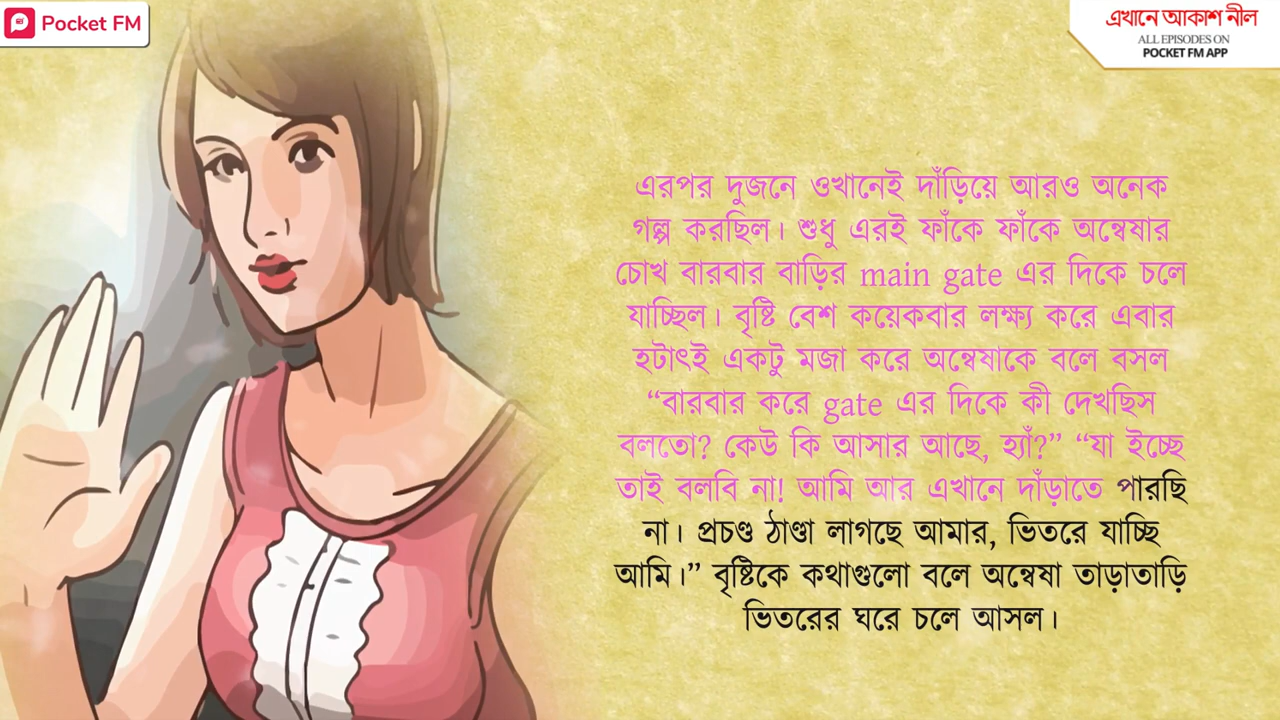 Pocket FM
এখানে আকাশ নীল
ALL EPISODES ON
POCKET FM APP
এরপর দুজনে ওখানেই দাঁড়িয়ে আরও অনেক
গল্প করছিল। শুধু এরই ফাঁকে ফাঁকে অন্বেষার
চোখ বারবার বাড়ির main gate এর দিকে চলে
যাচ্ছিল। বৃষ্টি বেশ কয়েকবার লক্ষ্য করে এবার
হটাৎই একটু মজা করে অন্বেষাকে বলে বসল
“বারবার করে gate এর দিকে কী দেখছিস
বলতো? কেউ কি আসার আছে, হ্যাঁ?” “যা ইচ্ছে
তাই বলবি না! আমি আর এখানে দাঁড়াতে পারছি
না। প্রচণ্ড ঠাণ্ডা লাগছে আমার, ভিতরে যাচ্ছি
আমি।” বৃষ্টিকে কথাগুলো বলে অন্বেষা তাড়াতাড়ি
ভিতরের ঘরে চলে আসল।